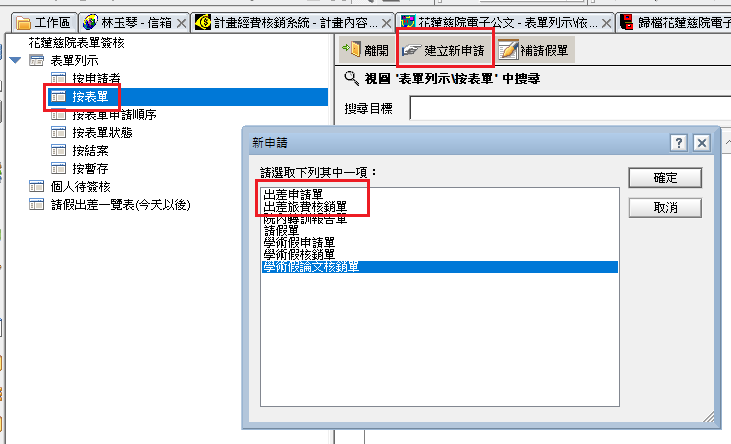 工作區
林玉琴 - 信箱
計畫經費核銷系統 - 計畫內容...
花蓮慈院電子公文 - 表單列示\依...
歸檔花蓮慈院電子
花蓮慈院表單簽核
表單列示
按申請者
按表單
按表單申請順序
按表單狀態
按結案
按暫存
個人待簽核
請假出差一覽表(今天以後)
離開
建立新申請
補請假單
視圖 '表單列示\按表單' 中搜尋
搜尋目標
新申請
請選取下列其中一項：
出差申請單
出差旅費核銷單
院內轉訓報告單
請假單
學術假申請單
學術假核銷單
學術假論文核銷單
確定
取消